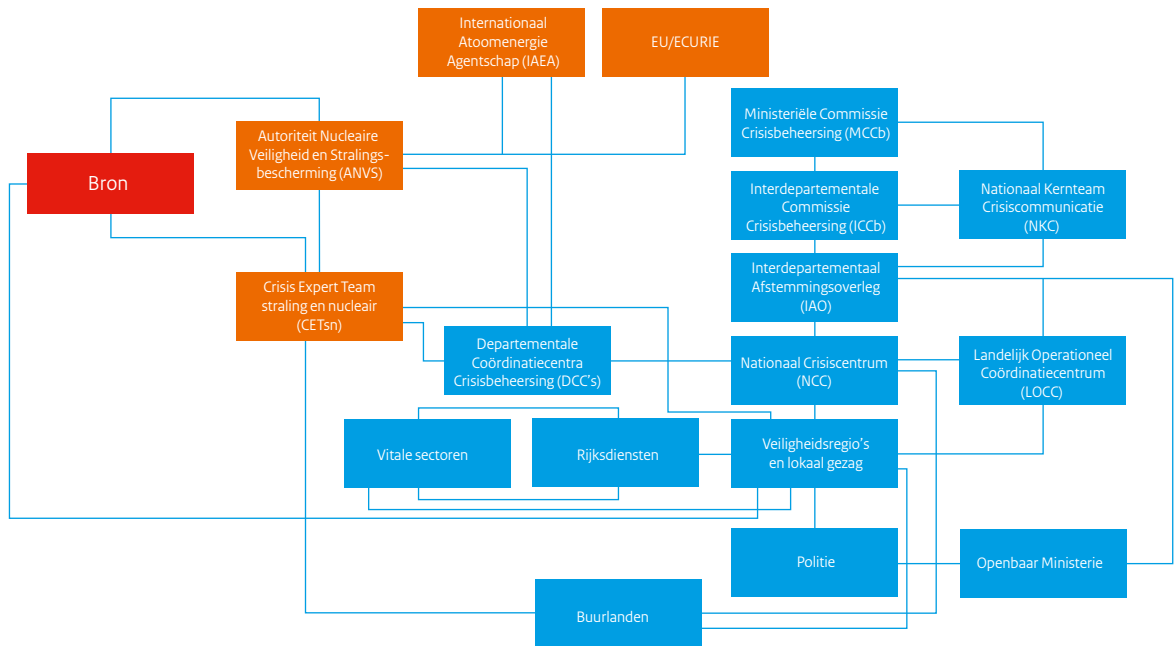 Internationaal
Atoomenergie
Agentschap (IAEA)
EU/ECURIE
Ministeriële Commissie
Crisisbeheersing (MCCb)
Autoriteit Nucleaire
Veiligheid en Stralings-
bescherming (ANVS)
Bron
Interdepartementale
Commissie
Crisisbeheersing (ICCb)
Nationaal Kernteam
Crisiscommunicatie
(NKC)
Interdepartementaal
Afstemmingsoverleg
(IAO)
Crisis Expert Team
straling en nucleair
(CETsn)
Departementale
Coördinatiecentra
Crisisbeheersing (DCC's)
Nationaal Crisiscentrum
(NCC)
Landelijk Operationeel
Coördinatiecentrum
(LOCC)
Vitale sectoren
Rijksdiensten
Veiligheidsregio's
en lokaal gezag
Politie
Openbaar Ministerie
Buurlanden